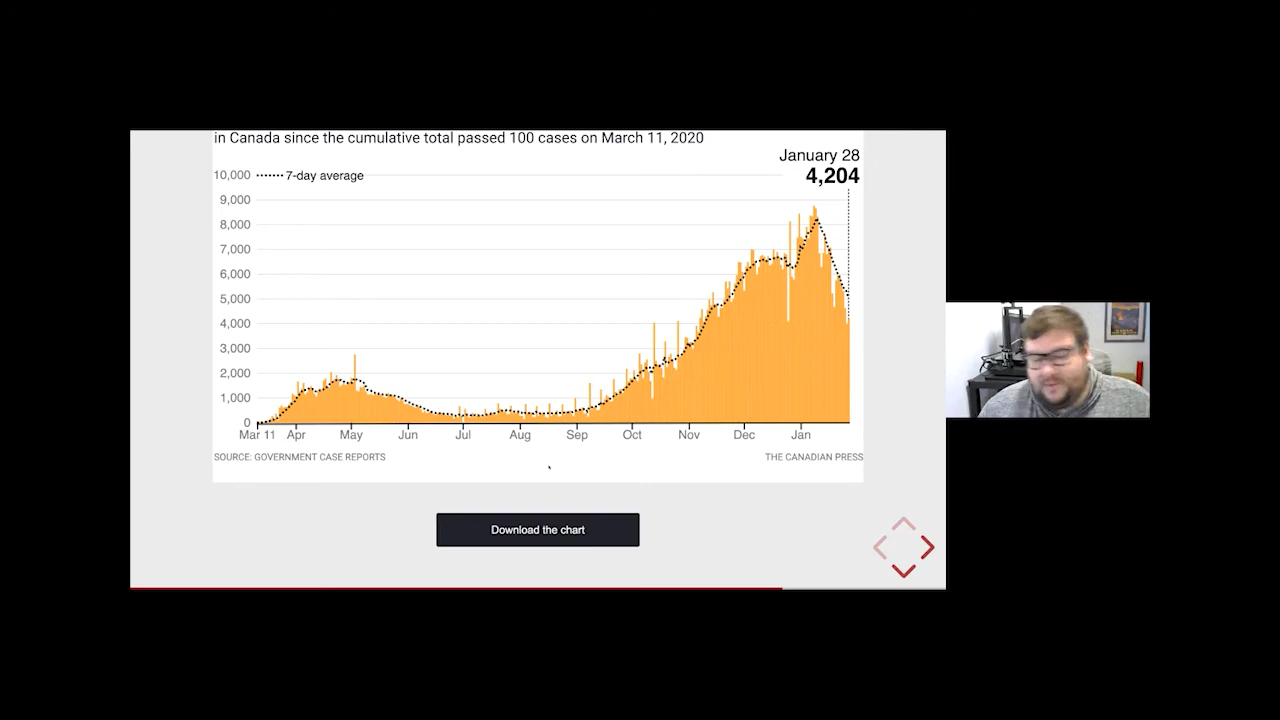 in Canada since the cumulative total passed 100 cases on March 11, 2020
January 28
4,204
10,000
7-day average
9,000
8,000
7,000
6,000
5,000
4,000
3,000
2,000
1,000
0
Mar 11 Apr May Jun Jul Aug Sep Oct Nov Dec Jan
SOURCE: GOVERNMENT CASE REPORTS
THE CANADIAN PRESS
Download the chart